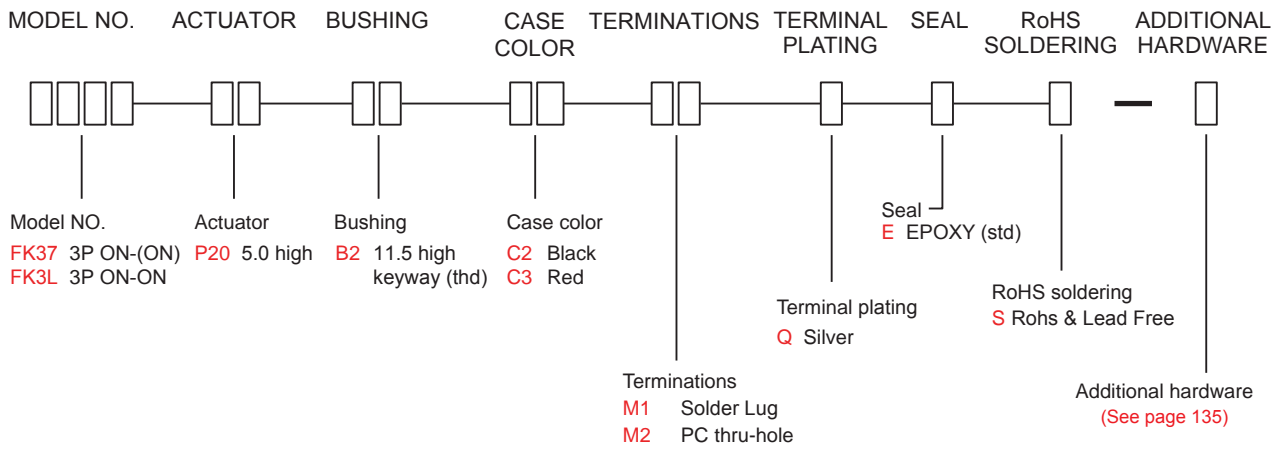 MODEL NO. ACTUATOR BUSHING CASE COLOR TERMINATIONS TERMINAL PLATING SEAL RoHS SOLDERING ADDITIONAL HARDWARE
Model NO.
FK37 3P ON-(ON)
FK3L 3P ON-ON
Actuator
P20 5.0 high
Bushing
B2 11.5 high
keyway (thd)
Case color
C2 Black
C3 Red
Terminations
M1 Solder Lug
M2 PC thru-hole
Terminal plating
Q Silver
Seal
E EPOXY (std)
RoHS soldering
S Rohs & Lead Free
Additional hardware
(See page 135)